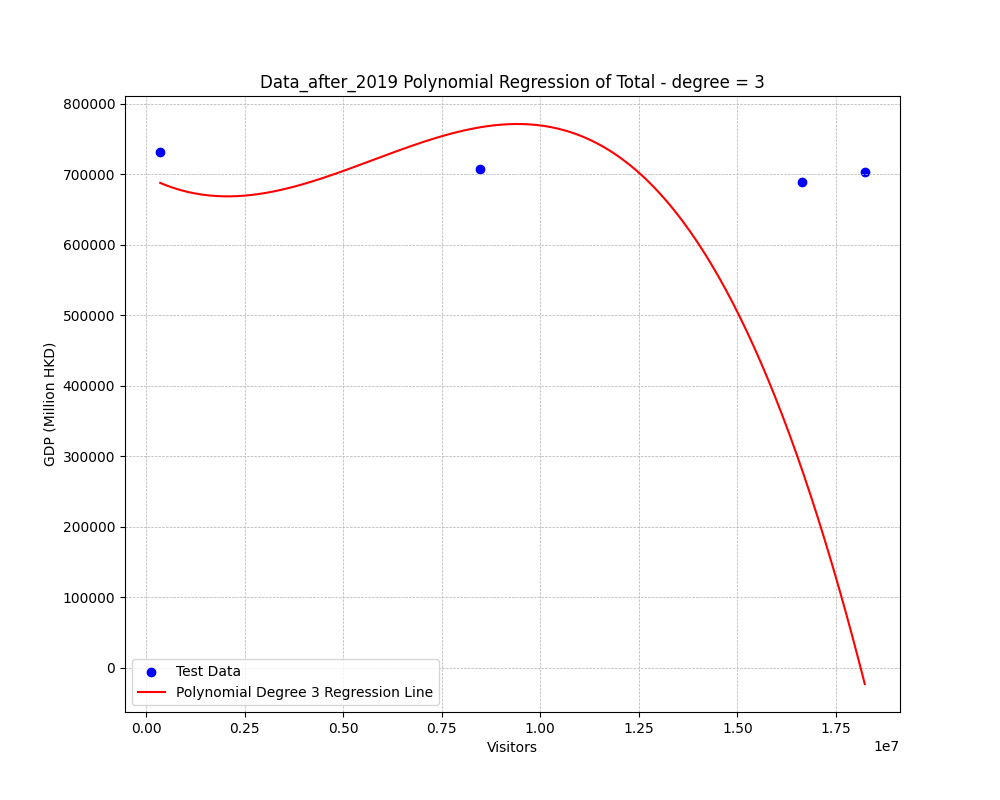 Data_after_2019 Polynomial Regression of Total - degree = 3
GDP (Million HKD)
800000
700000
600000
500000
400000
300000
200000
100000
0
Test Data
Polynomial Degree 3 Regression Line
0.00 0.25 0.50 0.75 1.00 1.25 1.50 1.75
1e7
Visitors